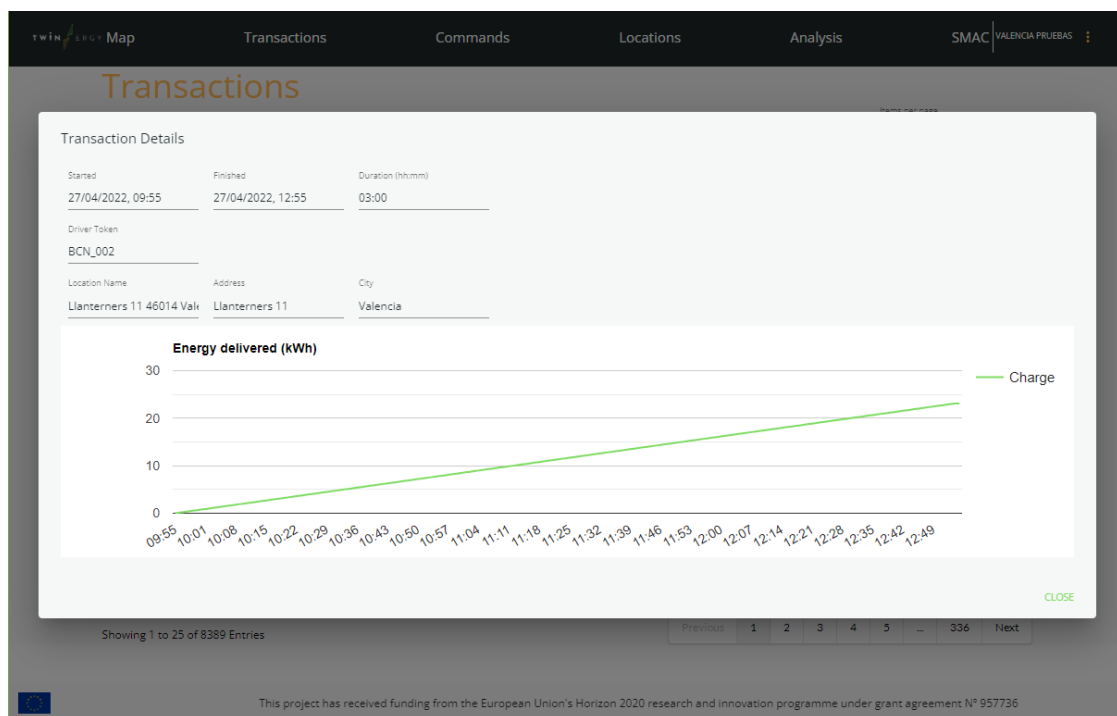 TWINERGY Map Transactions Commands Locations Analysis SMAC VALENCIA PRUEBAS
Transactions
Items per page
Transaction Details
Started Finished Duration (hh:mm)
27/04/2022, 09:55 27/04/2022, 12:55 03:00
Driver Token
BCN_002
Location Name Address City
Llanterners 11 46014 Vale Llanterners 11 Valencia
Energy delivered (kWh)
30
Charge
20
10
0
09:55 10:01 10:08 10:15 10:22 10:29 10:36 10:43 10:50 10:57 11:04 11:11 11:18 11:25 11:32 11:39 11:46 11:53 12:00 12:07 12:14 12:21 12:28 12:35 12:42 12:49
CLOSE
Showing 1 to 25 of 8389 Entries
Previous 1 2 3 4 5 ... 336 Next
This project has received funding from the European Union's Horizon 2020 research and innovation programme under grant agreement Nº 957736